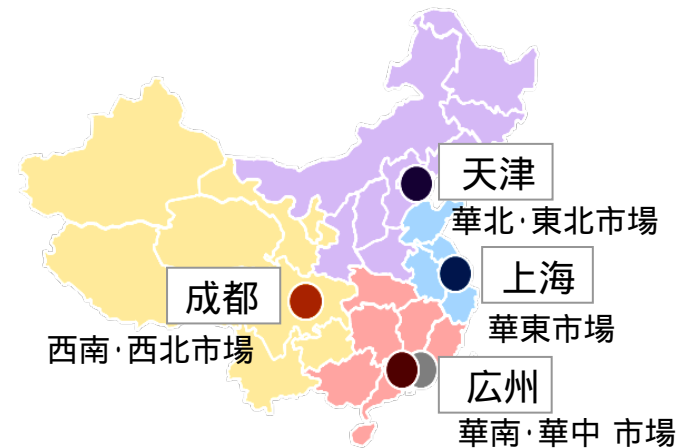 天津
華北･東北市場
上海
華東市場
成都
西南･西北市場
広州
華南･華中 市場